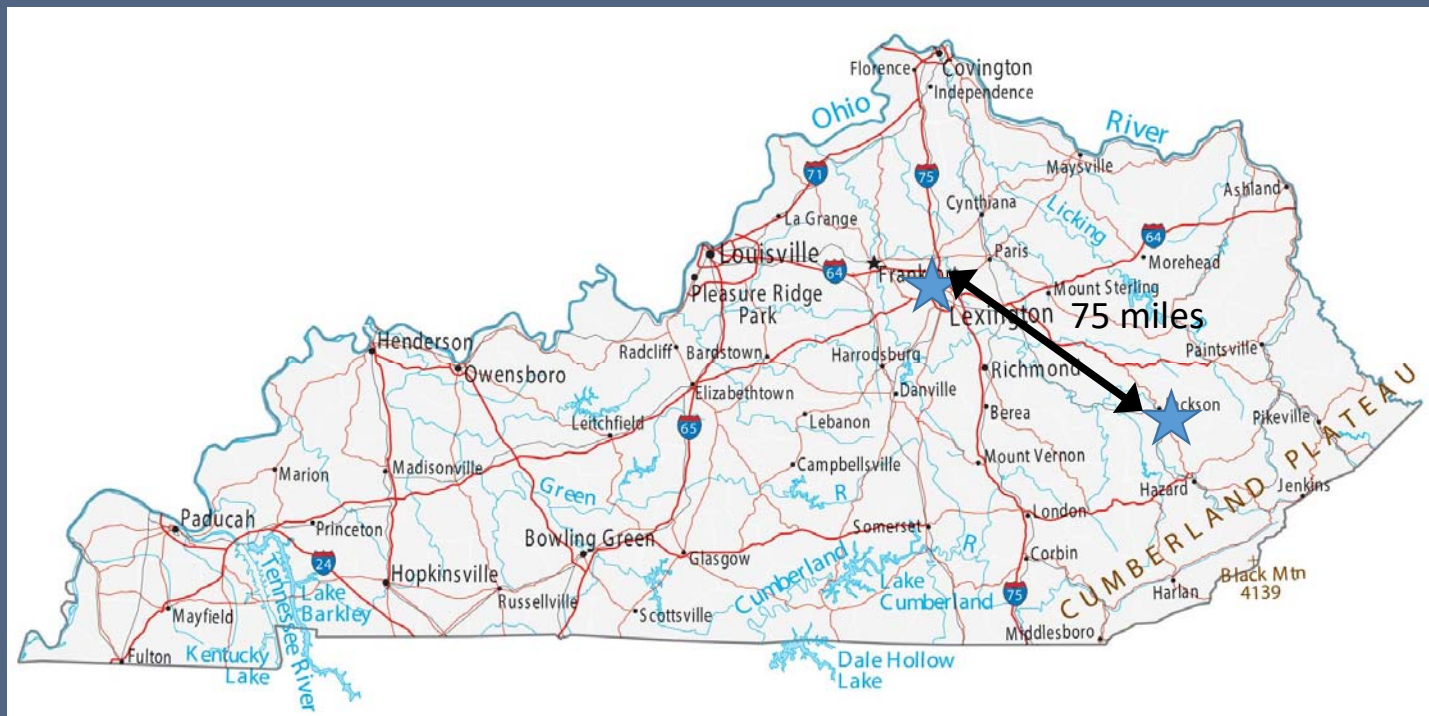 Covington
Florence
Independence
Ohio
River
Maysville
71
75
Ashland
Cynthiana
Licking
La Grange
64
Louisville
Paris
Morehead
64
Pleasure Ridge
Park
Mount Sterling
Lexington
75 miles
Henderson
Radcliff
Bardstown
Harrodsburg
Paintsville
Owensboro
Richmond
Elizabethtown
Danville
Berea
Pikeville
Leitchfield
65
Lebanon
Marion
Madisonville
Campbellsville
Mount Vernon
Green
R
Hazard
Jenkins
CUMBERLAND PLATEAU
Paducah
Princeton
Bowling Green
Somerset
London
R
24
Glasgow
Corbin
Tennessee River
Lake
Barkley
Hopkinsville
Cumberland
Lake
Cumberland
75
Black Mtn
4139
Harlan
Mayfield
Russellville
Scottsville
Middlesboro
Fulton
Kentucky
Lake
Dale Hollow
Lake